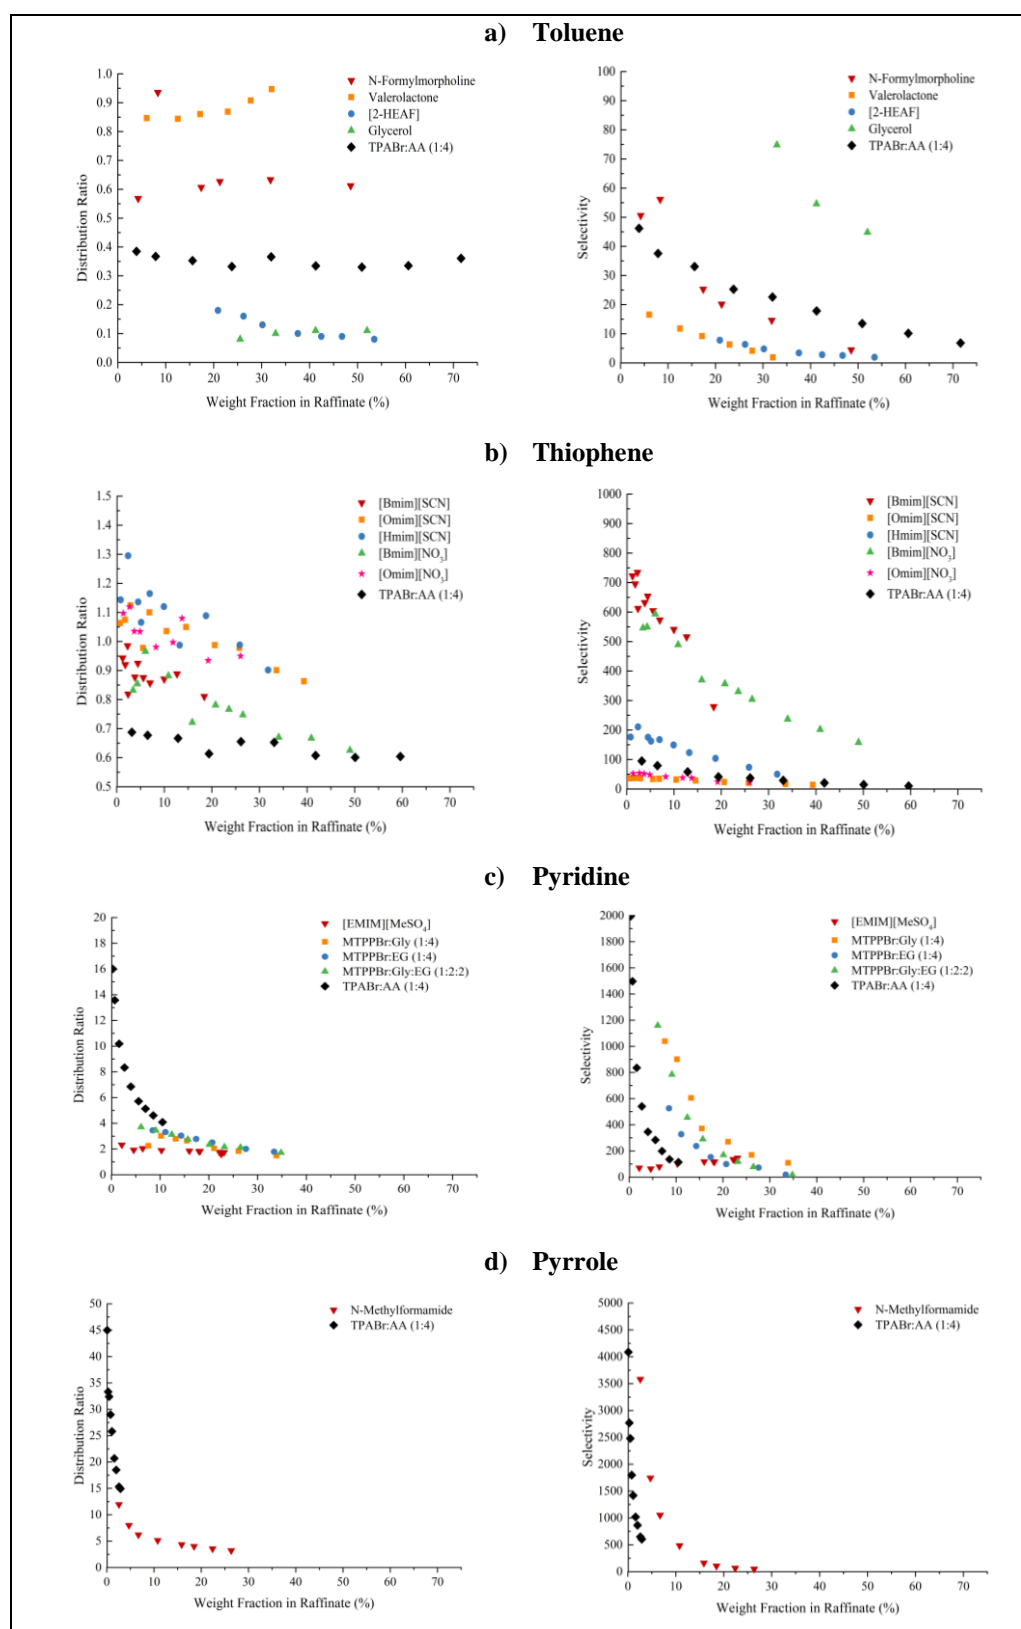 a) Toluene
1.0
0.9
0.8
0.7
0.6
0.5
0.4
0.3
0.2
0.1
0.0
Distribution Ratio
N-Formylmorpholine
Valerolactone
[2-HEAF]
Glycerol
TPABr:AA (1:4)
0 10 20 30 40 50 60 70
Weight Fraction in Raffinate (%)
100
90
80
70
60
50
40
30
20
10
0
Selectivity
N-Formylmorpholine
Valerolactone
[2-HEAF]
Glycerol
TPABr:AA (1:4)
0 10 20 30 40 50 60 70
Weight Fraction in Raffinate (%)
b) Thiophene
1.5
1.4
1.3
1.2
1.1
1.0
0.9
0.8
0.7
0.6
0.5
Distribution Ratio
[Bmim][SCN]
[Omim][SCN]
[Hmim][SCN]
[Bmim][NO₃]
[Omim][NO₃]
TPABr:AA (1:4)
0 10 20 30 40 50 60 70
Weight Fraction in Raffinate (%)
1000
900
800
700
600
500
400
300
200
100
0
Selectivity
[Bmim][SCN]
[Omim][SCN]
[Hmim][SCN]
[Bmim][NO₃]
[Omim][NO₃]
TPABr:AA (1:4)
0 10 20 30 40 50 60 70
Weight Fraction in Raffinate (%)
c) Pyridine
20
18
16
14
12
10
8
6
4
2
0
Distribution Ratio
[EMIM][MeSO₄]
MTPPBr:Gly (1:4)
MTPPBr:EG (1:4)
MTPPBr:Gly:EG (1:2:2)
TPABr:AA (1:4)
0 10 20 30 40 50 60 70
Weight Fraction in Raffinate (%)
2000
1800
1600
1400
1200
1000
800
600
400
200
0
Selectivity
[EMIM][MeSO₄]
MTPPBr:Gly (1:4)
MTPPBr:EG (1:4)
MTPPBr:Gly:EG (1:2:2)
TPABr:AA (1:4)
0 10 20 30 40 50 60 70
Weight Fraction in Raffinate (%)
d) Pyrrole
50
45
40
35
30
25
20
15
10
5
0
Distribution Ratio
N-Methylformamide
TPABr:AA (1:4)
0 10 20 30 40 50 60 70
Weight Fraction in Raffinate (%)
5000
4500
4000
3500
3000
2500
2000
1500
1000
500
0
Selectivity
N-Methylformamide
TPABr:AA (1:4)
0 10 20 30 40 50 60 70
Weight Fraction in Raffinate (%)